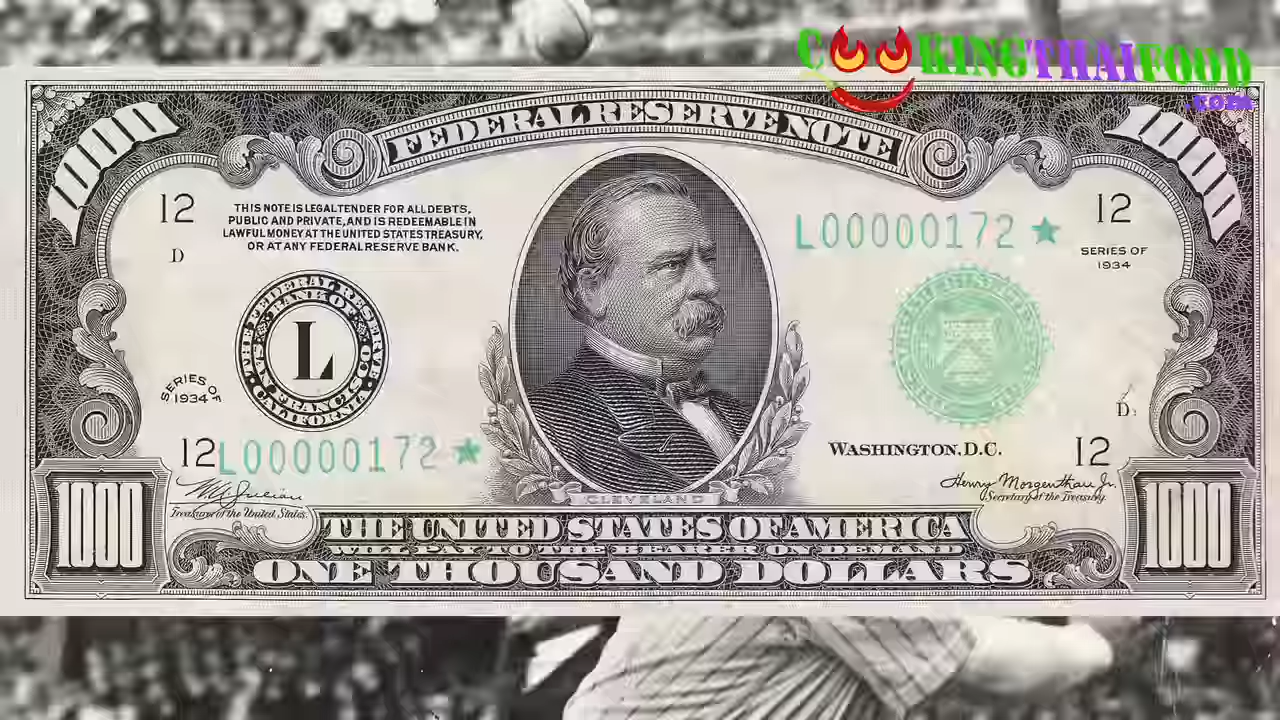 COOKINGTHAIFOOD
.com
1000
1000
FEDERAL RESERVE NOTE
12
THIS NOTE IS LEGAL TENDER FOR ALL DEBTS,
PUBLIC AND PRIVATE, AND IS REDEEMABLE IN
LAWFUL MONEY AT THE UNITED STATES TREASURY,
OR AT ANY FEDERAL RESERVE BANK.
D
L00000172 ★
12
SERIES OF
1934
THE FEDERAL RESERVE
BANK OF
SAN FRANCISCO
CALIFORNIA
L
SERIES OF
1934
12
L00000172 ★
D
WASHINGTON, D.C.
12
W A Julian
Treasurer of the United States.
Henry Morgenthau Jr.
Secretary of the Treasury.
CLEVELAND
1000
THE UNITED STATES OF AMERICA
WILL PAY TO THE BEARER ON DEMAND
ONE THOUSAND DOLLARS
1000